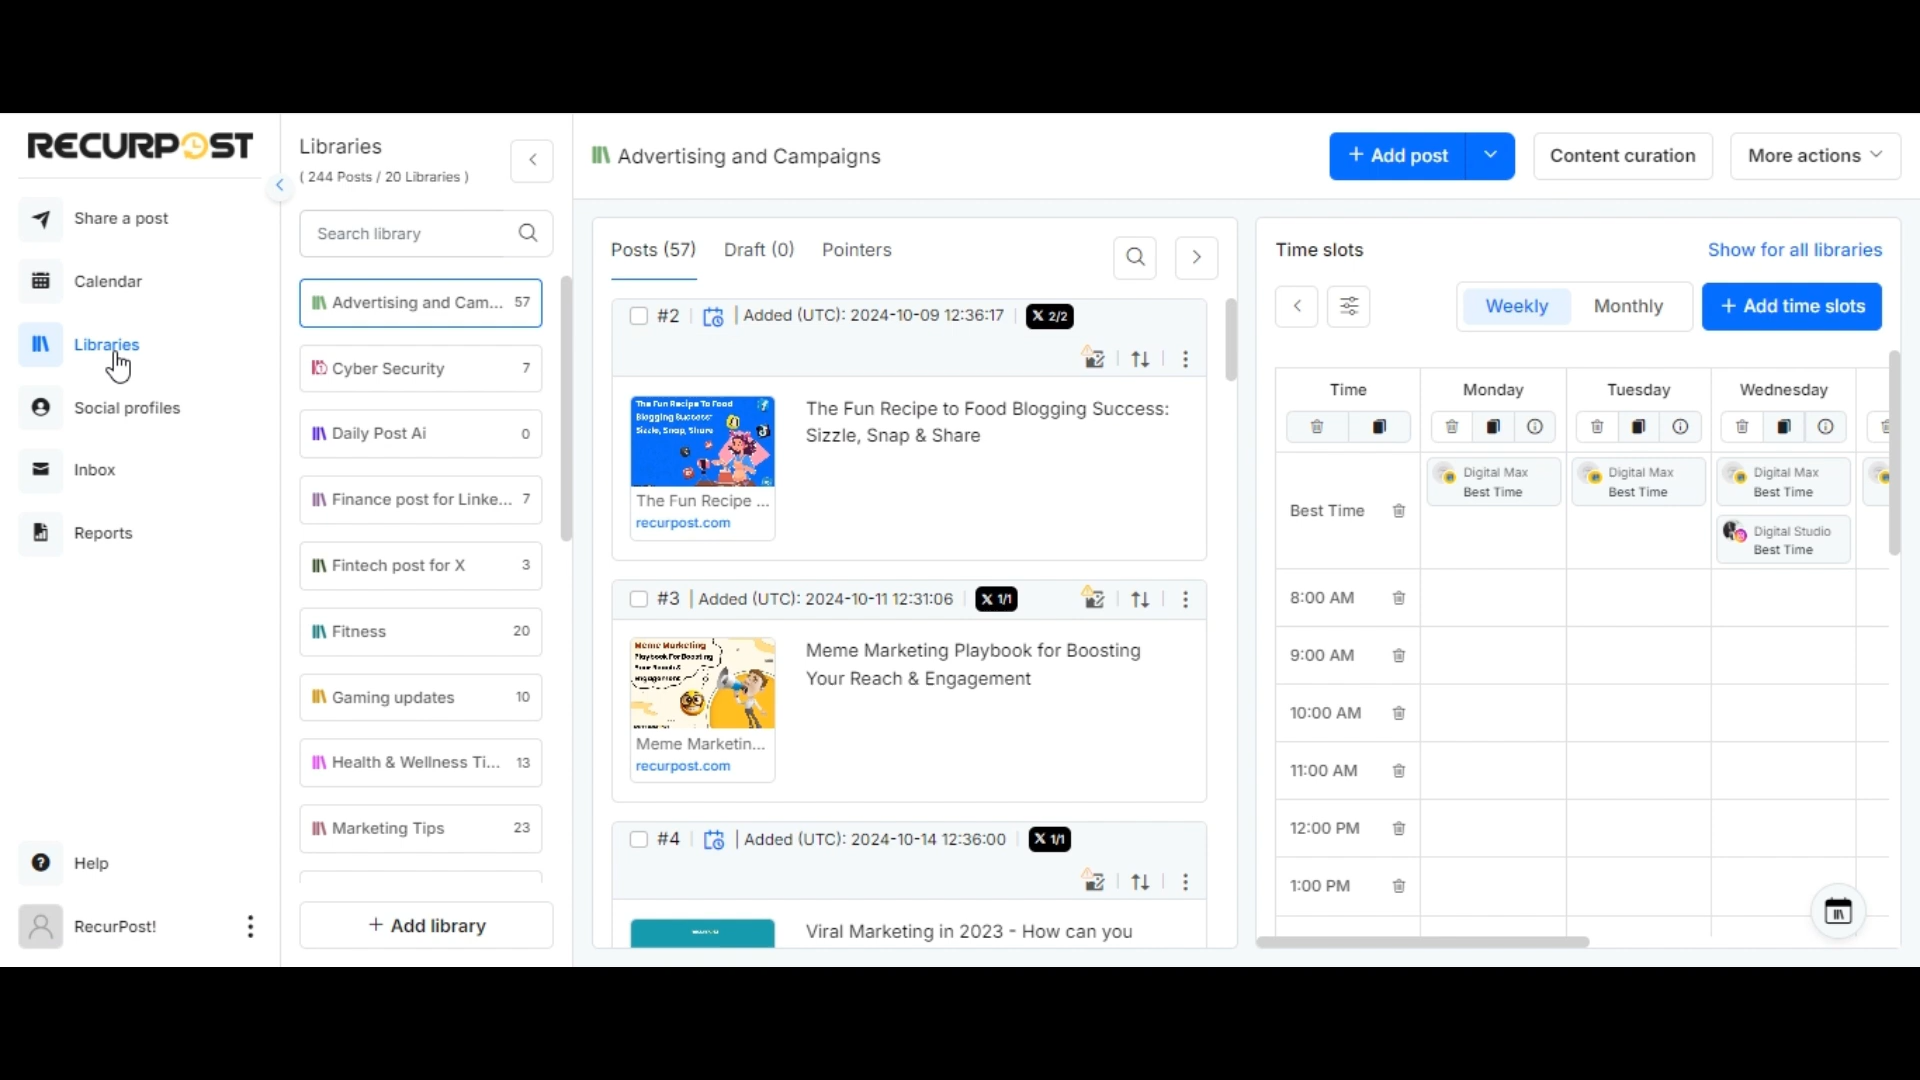 RECURPOST
Share a post
Calendar
Libraries
Social profiles
Inbox
Reports
Help
RecurPost!
Libraries
( 244 Posts / 20 Libraries )
Search library
Advertising and Cam... 57
Cyber Security 7
Daily Post Ai 0
Finance post for Linke... 7
Fintech post for X 3
Fitness 20
Gaming updates 10
Health & Wellness Ti... 13
Marketing Tips 23
+ Add library
Advertising and Campaigns
+ Add post
Content curation
More actions
Posts (57) Draft (0) Pointers
#2 | Added (UTC): 2024-10-09 12:36:17 X 2/2
The Fun Recipe To Food
Blogging Success:
Sizzle, Snap, Share
The Fun Recipe ...
recurpost.com
The Fun Recipe to Food Blogging Success:
Sizzle, Snap & Share
#3 | Added (UTC): 2024-10-11 12:31:06 X 1/1
Meme Marketing
Playbook For Boosting
Your Reach &
Engagement
Meme Marketin...
recurpost.com
Meme Marketing Playbook for Boosting
Your Reach & Engagement
#4 | Added (UTC): 2024-10-14 12:36:00 X 1/1
Viral Marketing in 2023 - How can you
Time slots
Show for all libraries
Weekly Monthly
+ Add time slots
Time Monday Tuesday Wednesday
Best Time
Digital Max
Best Time
Digital Max
Best Time
Digital Max
Best Time
Digital Studio
Best Time
8:00 AM
9:00 AM
10:00 AM
11:00 AM
12:00 PM
1:00 PM